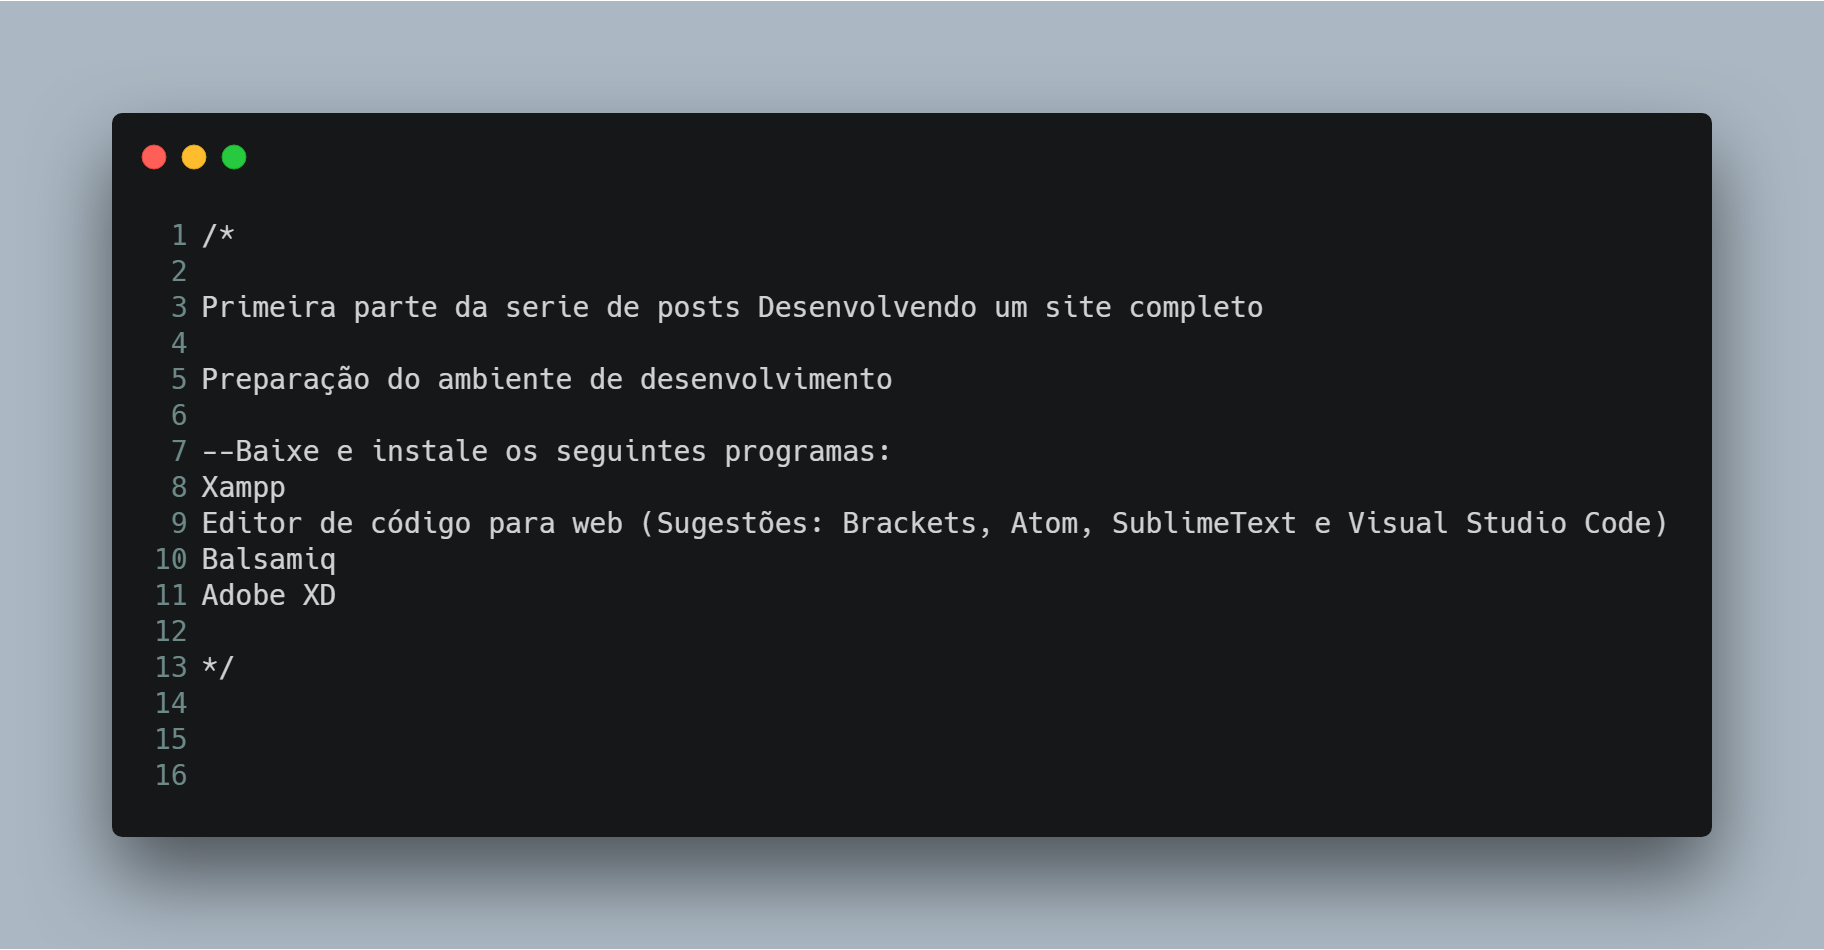 1 /*
2
3 Primeira parte da serie de posts Desenvolvendo um site completo
4
5 Preparação do ambiente de desenvolvimento
6
7 --Baixe e instale os seguintes programas:
8 Xampp
9 Editor de código para web (Sugestões: Brackets, Atom, SublimeText e Visual Studio Code)
10 Balsamiq
11 Adobe XD
12
13 */
14
15
16